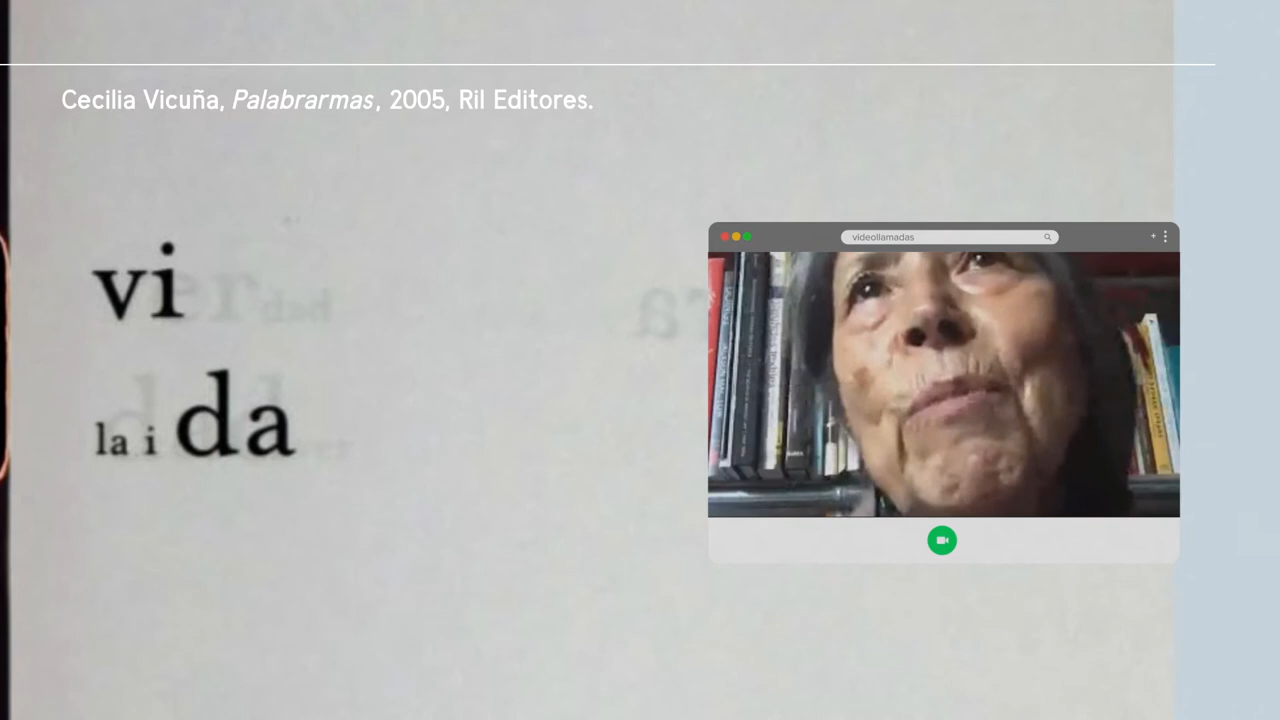 Cecilia Vicuña, Palabrarmas, 2005, Ril Editores.
vi
la i da
videollamadas